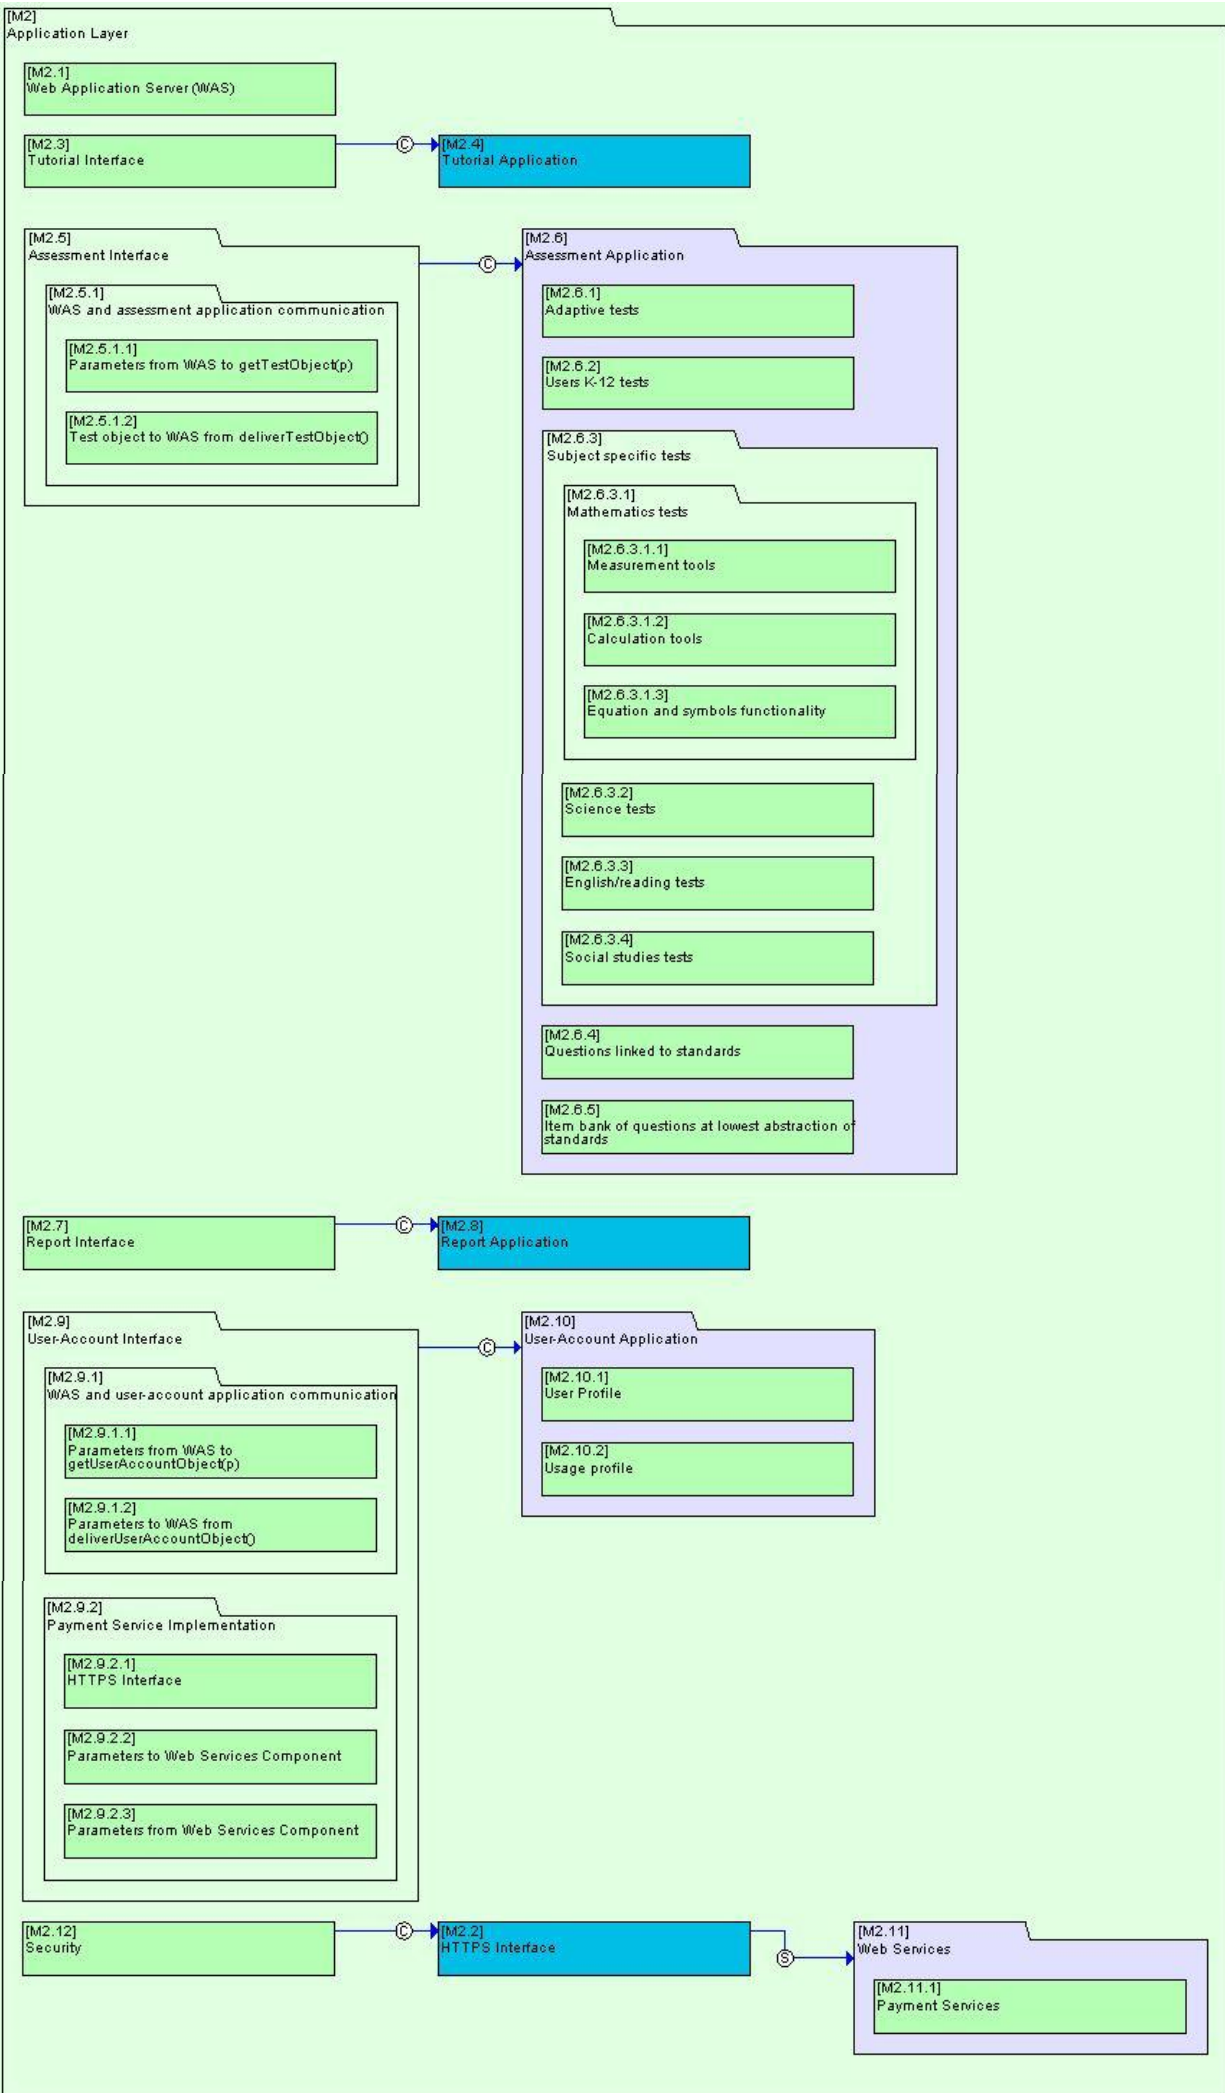 [M2]
Application Layer
[M2.1]
Web Application Server (WAS)
[M2.3]
Tutorial Interface
C
[M2.4]
Tutorial Application
[M2.5]
Assessment Interface
[M2.5.1]
WAS and assessment application communication
[M2.5.1.1]
Parameters from WAS to getTestObject(p)
[M2.5.1.2]
Test object to WAS from deliverTestObject()
C
[M2.6]
Assessment Application
[M2.6.1]
Adaptive tests
[M2.6.2]
Users K-12 tests
[M2.6.3]
Subject specific tests
[M2.6.3.1]
Mathematics tests
[M2.6.3.1.1]
Measurement tools
[M2.6.3.1.2]
Calculation tools
[M2.6.3.1.3]
Equation and symbols functionality
[M2.6.3.2]
Science tests
[M2.6.3.3]
English/reading tests
[M2.6.3.4]
Social studies tests
[M2.6.4]
Questions linked to standards
[M2.6.5]
Item bank of questions at lowest abstraction of
standards
[M2.7]
Report Interface
C
[M2.8]
Report Application
[M2.9]
User-Account Interface
[M2.9.1]
WAS and user-account application communication
[M2.9.1.1]
Parameters from WAS to
getUserAccountObject(p)
[M2.9.1.2]
Parameters to WAS from
deliverUserAccountObject()
[M2.9.2]
Payment Service Implementation
[M2.9.2.1]
HTTPS Interface
[M2.9.2.2]
Parameters to Web Services Component
[M2.9.2.3]
Parameters from Web Services Component
C
[M2.10]
User-Account Application
[M2.10.1]
User Profile
[M2.10.2]
Usage profile
[M2.12]
Security
C
[M2.2]
HTTPS Interface
S
[M2.11]
Web Services
[M2.11.1]
Payment Services